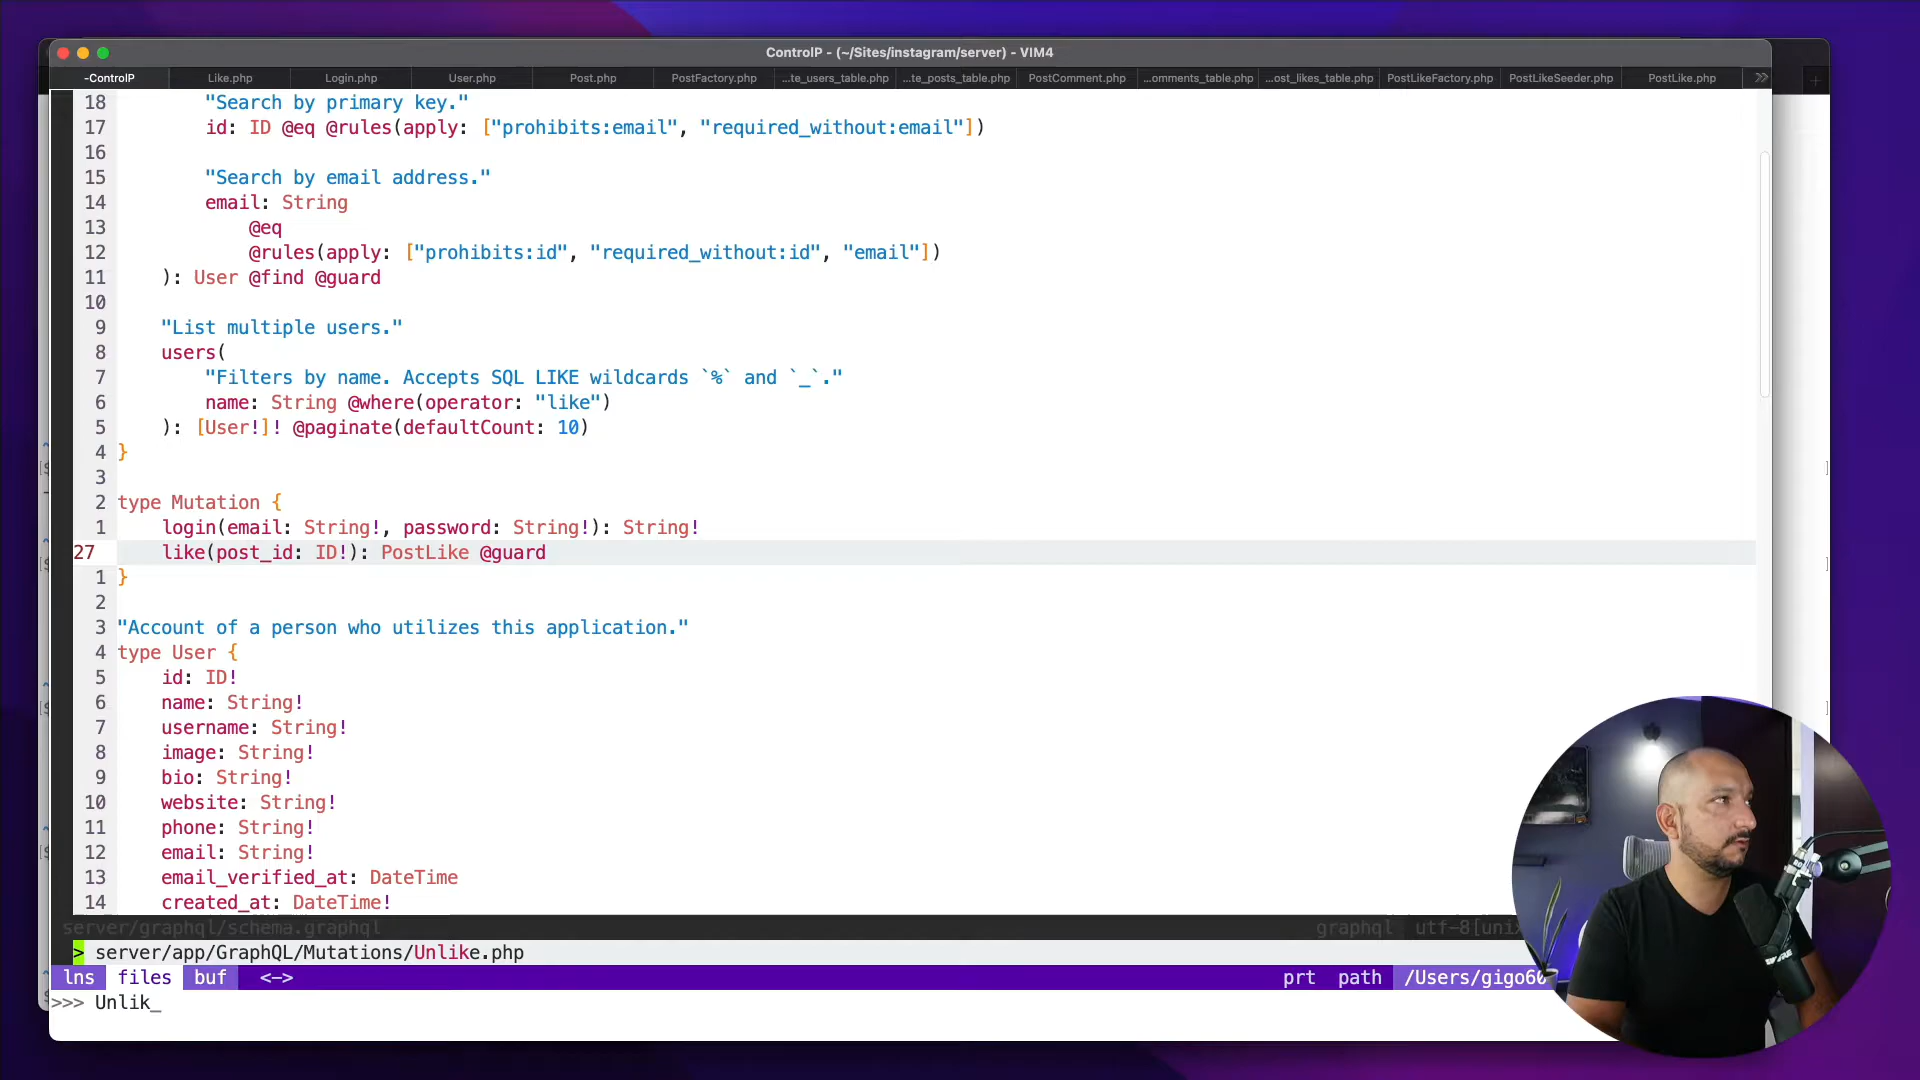 ControlP - (~/Sites/instagram/server) - VIM4
-ControlP Like.php Login.php User.php Post.php PostFactory.php ...te_users_table.php ...te_posts_table.php PostComment.php ...omments_table.php ...ost_likes_table.php PostLikeFactory.php PostLikeSeeder.php PostLike.php
18 "Search by primary key."
17 id: ID @eq @rules(apply: ["prohibits:email", "required_without:email"])
16
15 "Search by email address."
14 email: String
13 @eq
12 @rules(apply: ["prohibits:id", "required_without:id", "email"])
11 ): User @find @guard
10
9 "List multiple users."
8 users(
7 "Filters by name. Accepts SQL LIKE wildcards `%` and `_`."
6 name: String @where(operator: "like")
5 ): [User!]! @paginate(defaultCount: 10)
4 }
3
2 type Mutation {
1 login(email: String!, password: String!): String!
27 like(post_id: ID!): PostLike @guard
1 }
2
3 "Account of a person who utilizes this application."
4 type User {
5 id: ID!
6 name: String!
7 username: String!
8 image: String!
9 bio: String!
10 website: String!
11 phone: String!
12 email: String!
13 email_verified_at: DateTime
14 created_at: DateTime!
server/graphql/schema.graphql graphql utf-8[unix
> server/app/GraphQL/Mutations/Unlike.php
lns files buf <-> prt path /Users/gigo6
>>> Unlik_